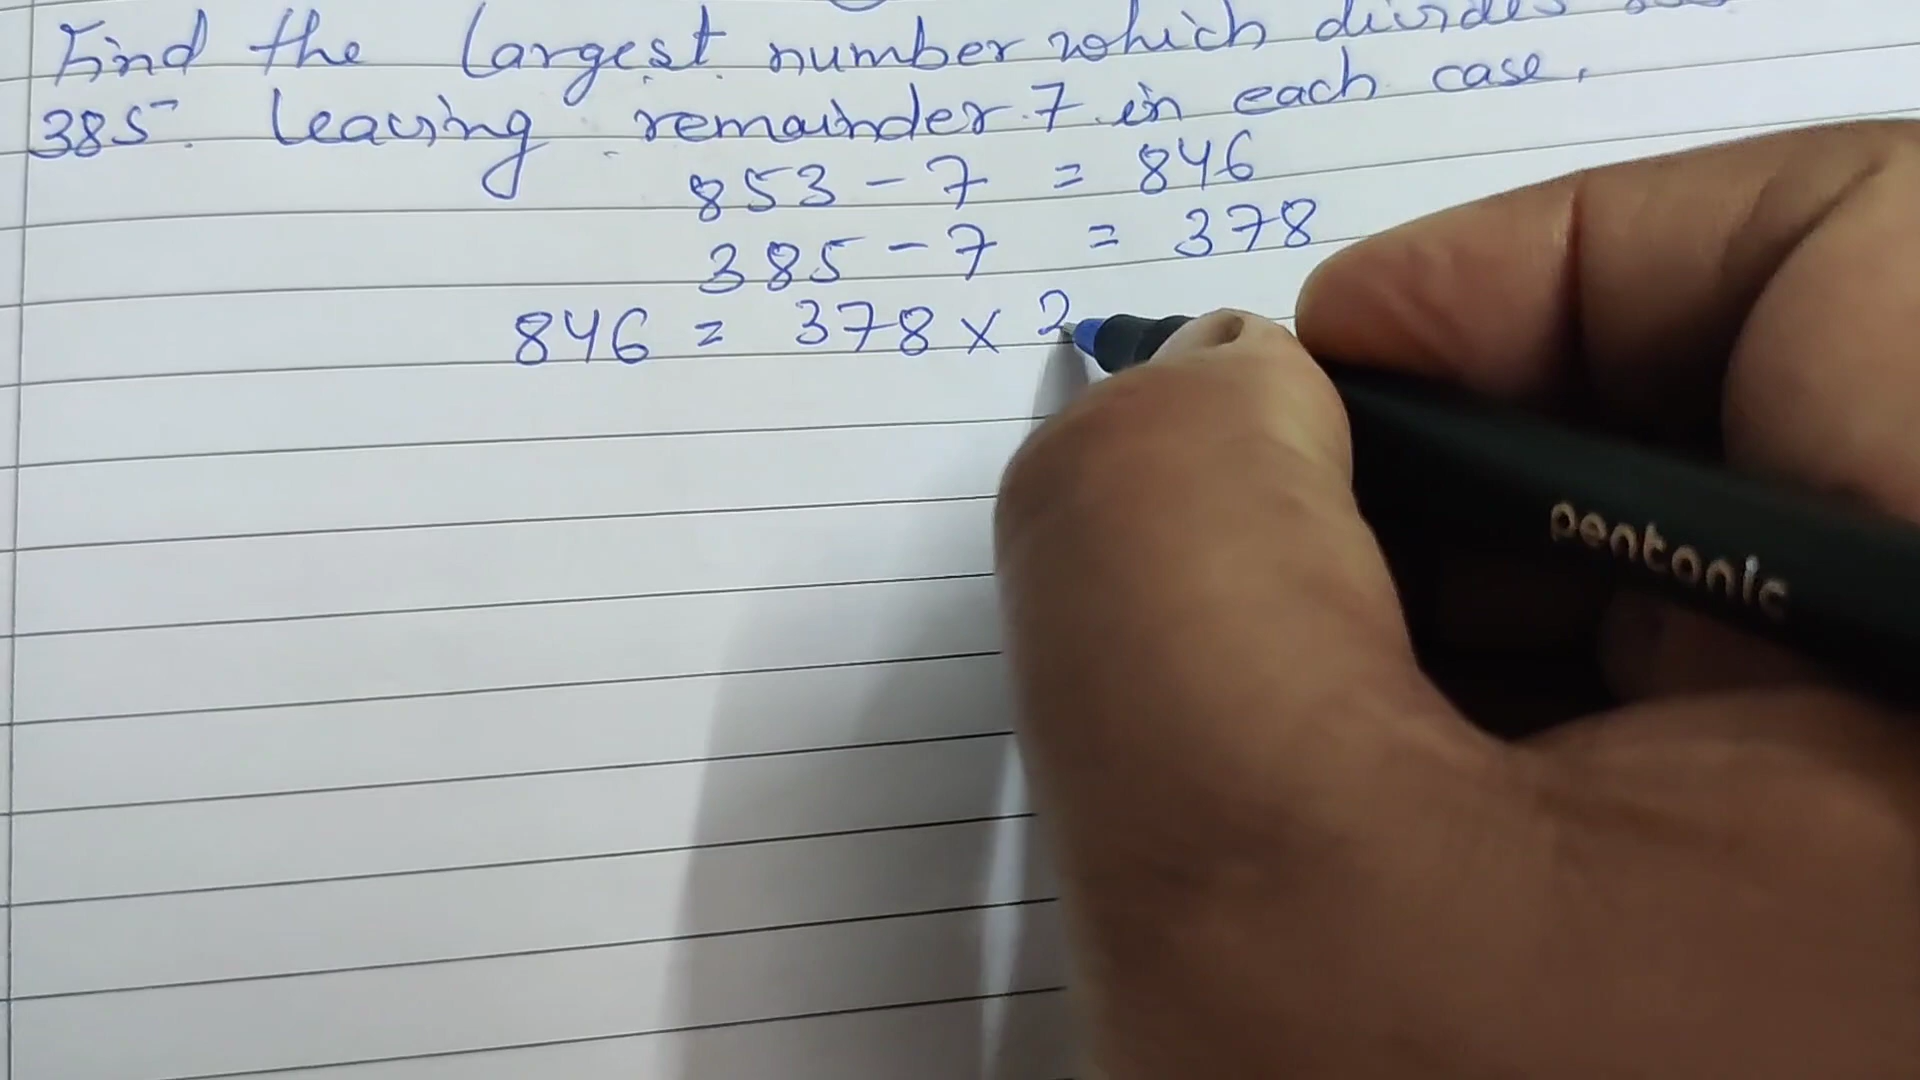 Find the largest number which divides
385 leaving remainder 7 in each case.
853 - 7 = 846
385 - 7 = 378
846 = 378 × 2
pentonic